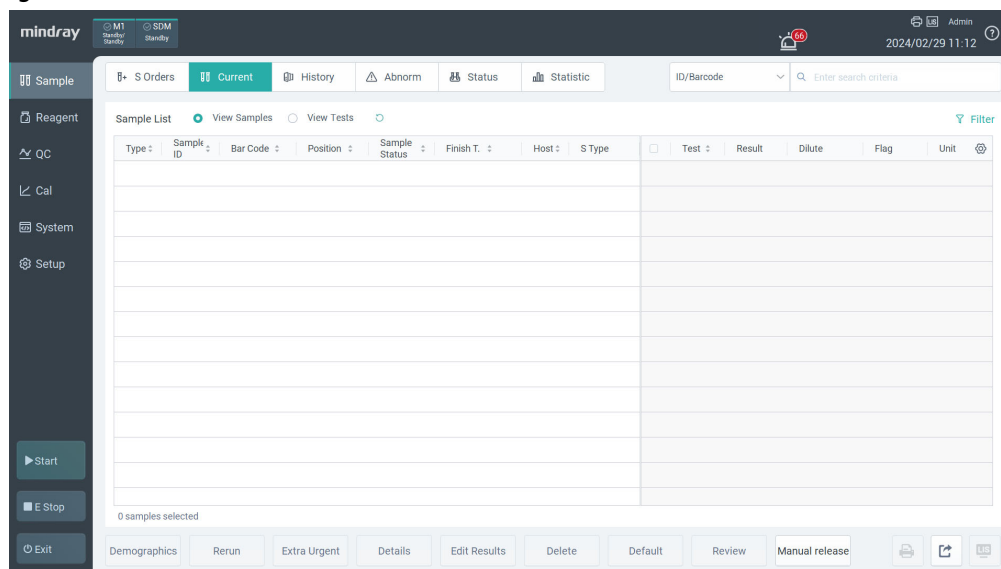 mindray
M1
Standby/
Standby
SDM
Standby
66
LIS
Admin
2024/02/29 11:12
?
Sample
Reagent
QC
Cal
System
Setup
Start
E Stop
Exit
S Orders
Current
History
Abnorm
Status
Statistic
ID/Barcode
Enter search criteria
Sample List
View Samples
View Tests
Filter
Type
Sample
ID
Bar Code
Position
Sample
Status
Finish T.
Host
S Type
Test
Result
Dilute
Flag
Unit
0 samples selected
Demographics
Rerun
Extra Urgent
Details
Edit Results
Delete
Default
Review
Manual release
LIS